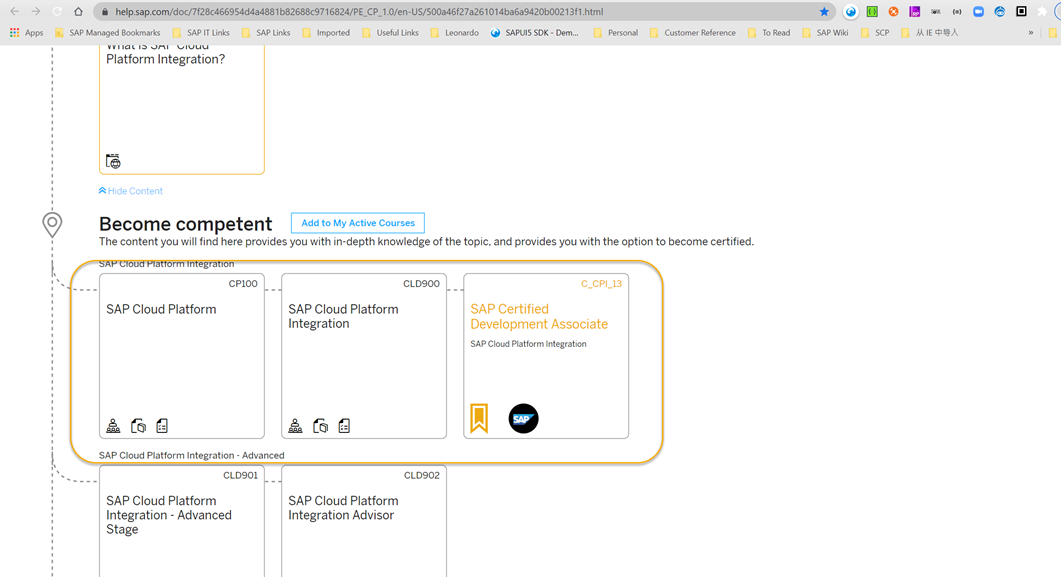 help.sap.com/doc/7f28c466954d4a4881b82688c9716824/PE_CP_1.0/en-US/500a46f27a261014ba6a9420b00213f1.html
Apps SAP Managed Bookmarks SAP IT Links SAP Links Imported Useful Links Leonardo SAPUI5 SDK - Dem... Personal Customer Reference To Read SAP Wiki SCP 从 IE 中导入 »
What is SAP Cloud
Platform Integration?
Hide Content
Become competent Add to My Active Courses
The content you will find here provides you with in-depth knowledge of the topic, and provides you with the option to become certified.
SAP Cloud Platform Integration
CP100
SAP Cloud Platform
CLD900
SAP Cloud Platform
Integration
C_CPI_13
SAP Certified
Development Associate
SAP Cloud Platform Integration
SAP
SAP Cloud Platform Integration - Advanced
CLD901
SAP Cloud Platform
Integration - Advanced
Stage
CLD902
SAP Cloud Platform
Integration Advisor